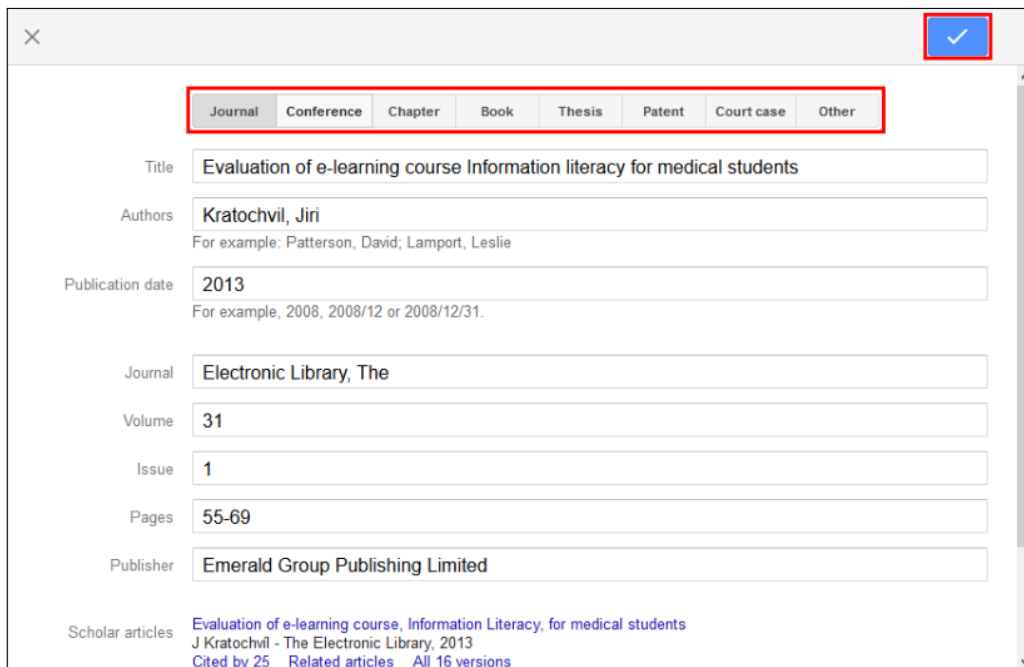 Journal Conference Chapter Book Thesis Patent Court case Other
Title Evaluation of e-learning course Information literacy for medical students
Authors Kratochvil, Jiri
For example: Patterson, David; Lamport, Leslie
Publication date 2013
For example, 2008, 2008/12 or 2008/12/31.
Journal Electronic Library, The
Volume 31
Issue 1
Pages 55-69
Publisher Emerald Group Publishing Limited
Scholar articles Evaluation of e-learning course, Information Literacy, for medical students
J Kratochvíl - The Electronic Library, 2013
Cited by 25 Related articles All 16 versions